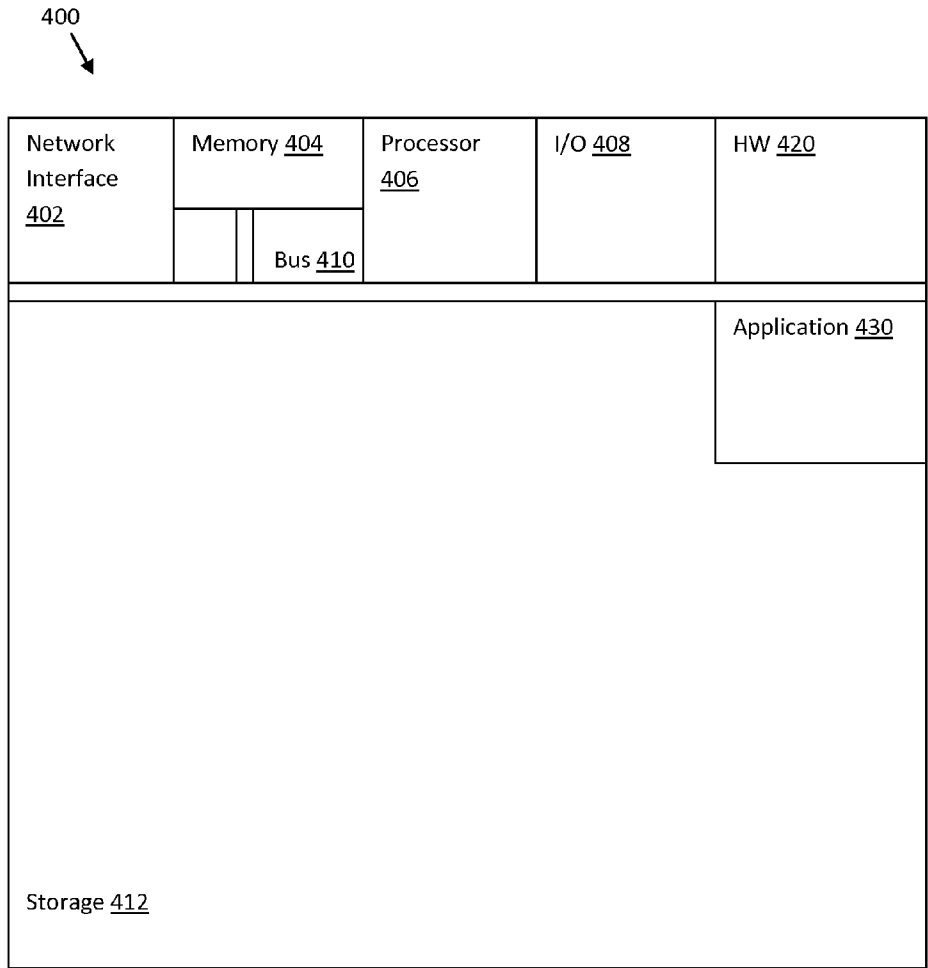 400
Network
Interface
402
Memory 404
Bus 410
Processor
406
I/O 408
HW 420
Application 430
Storage 412